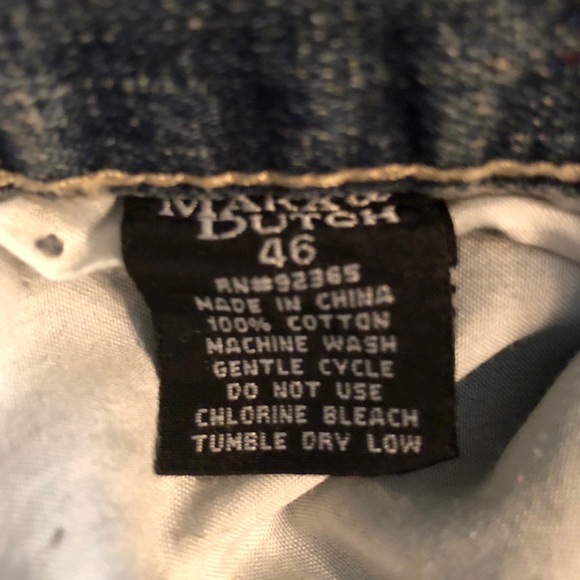 MARX &
DUTCH
46
RN#92365
MADE IN CHINA
100% COTTON
MACHINE WASH
GENTLE CYCLE
DO NOT USE
CHLORINE BLEACH
TUMBLE DRY LOW